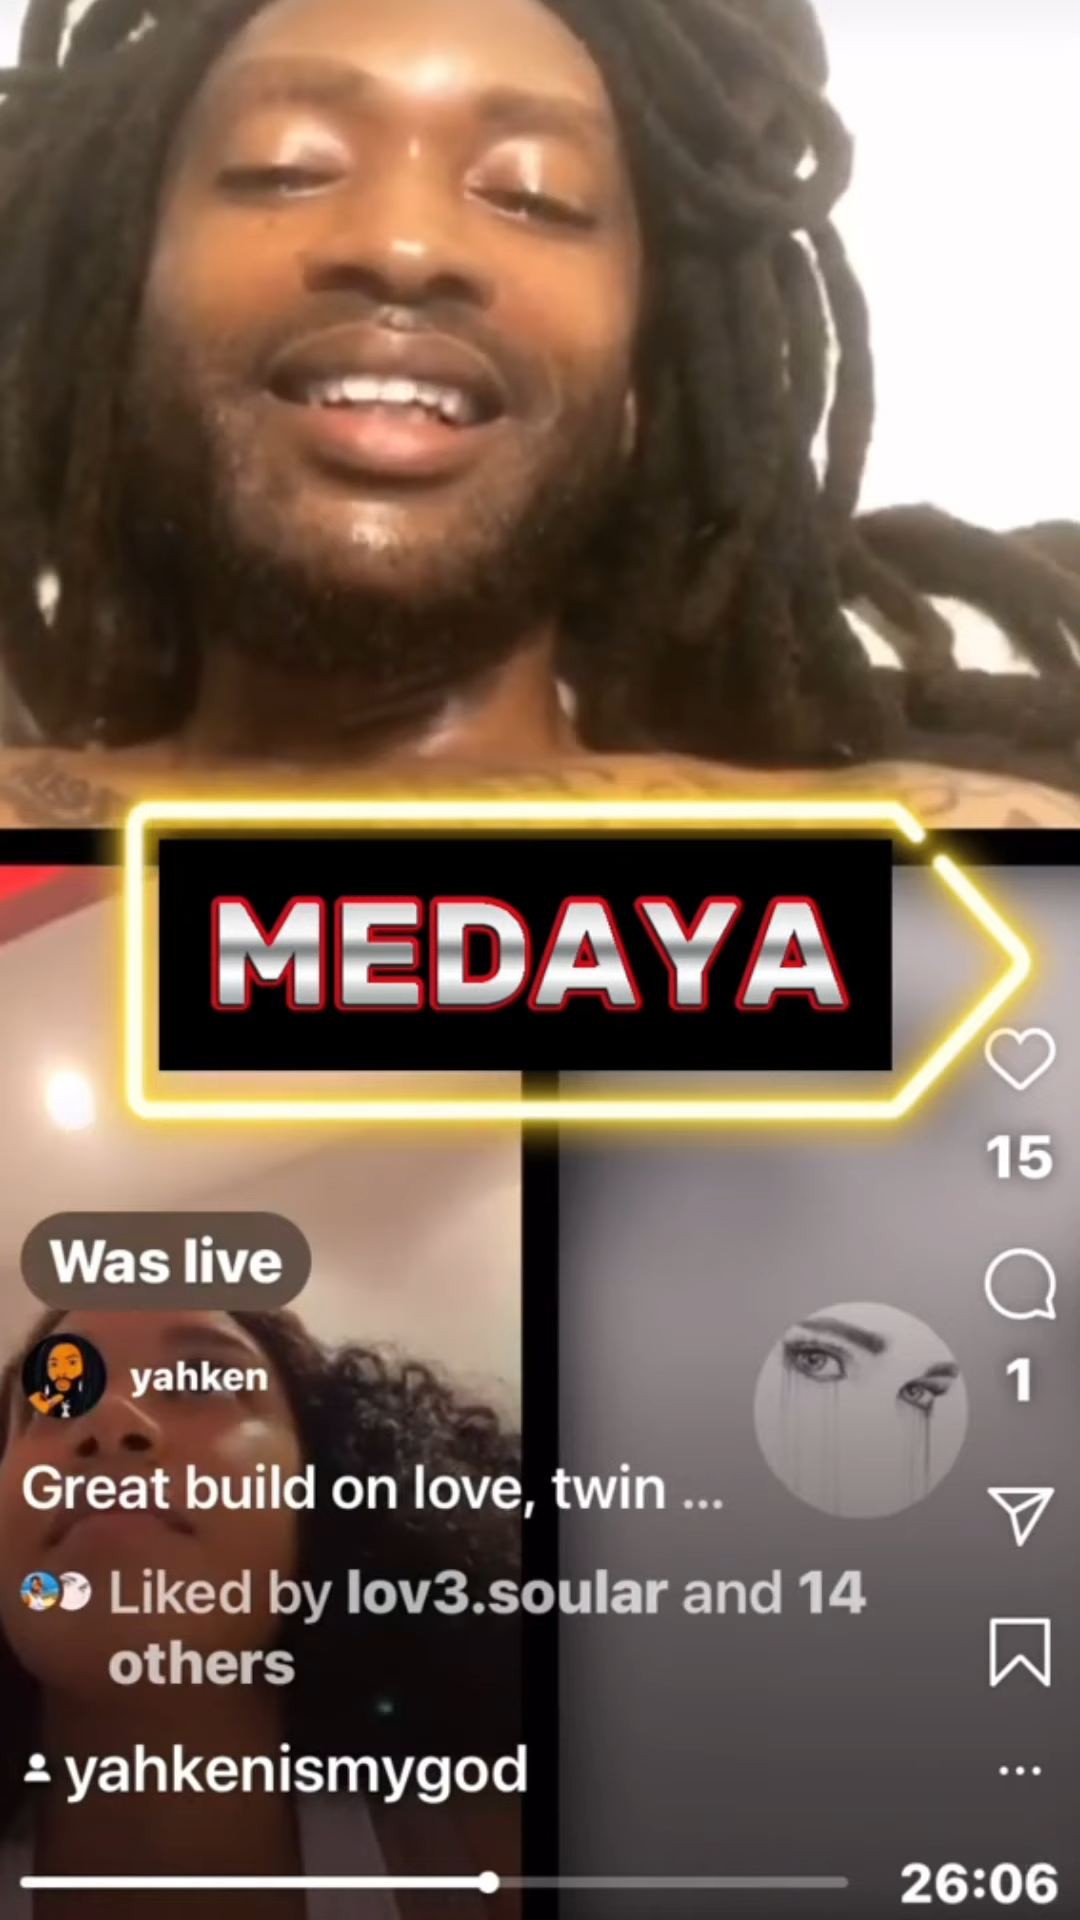 MEDAYA
15
Was live
yahken
1
Great build on love, twin ...
Liked by lov3.soular and 14
others
yahkenismygod
26:06